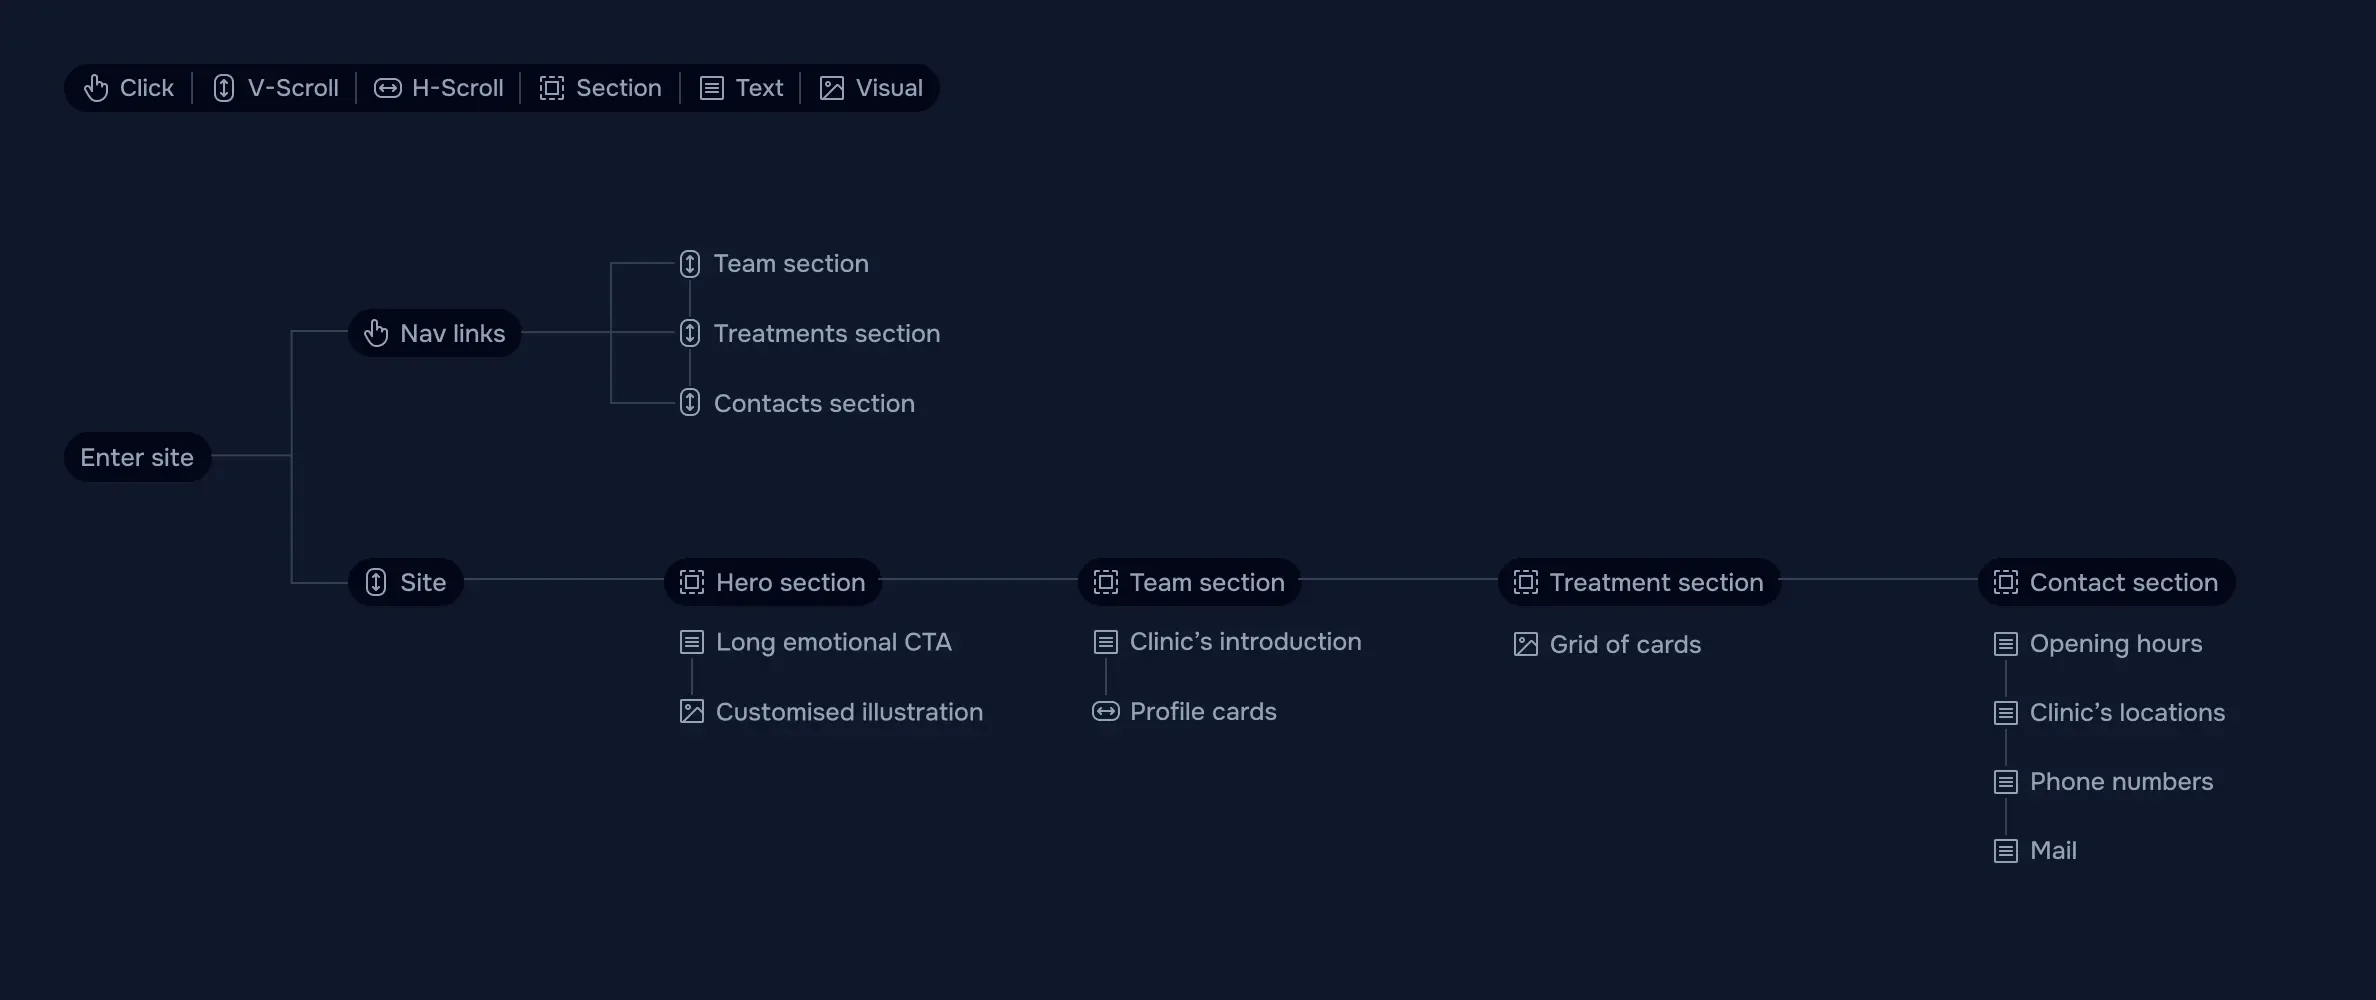 Click V-Scroll H-Scroll Section Text Visual
Team section
Nav links Treatments section
Contacts section
Enter site
Site Hero section Team section Treatment section Contact section
Long emotional CTA Clinic’s introduction Grid of cards Opening hours
Customised illustration Profile cards Clinic’s locations
Phone numbers
Mail